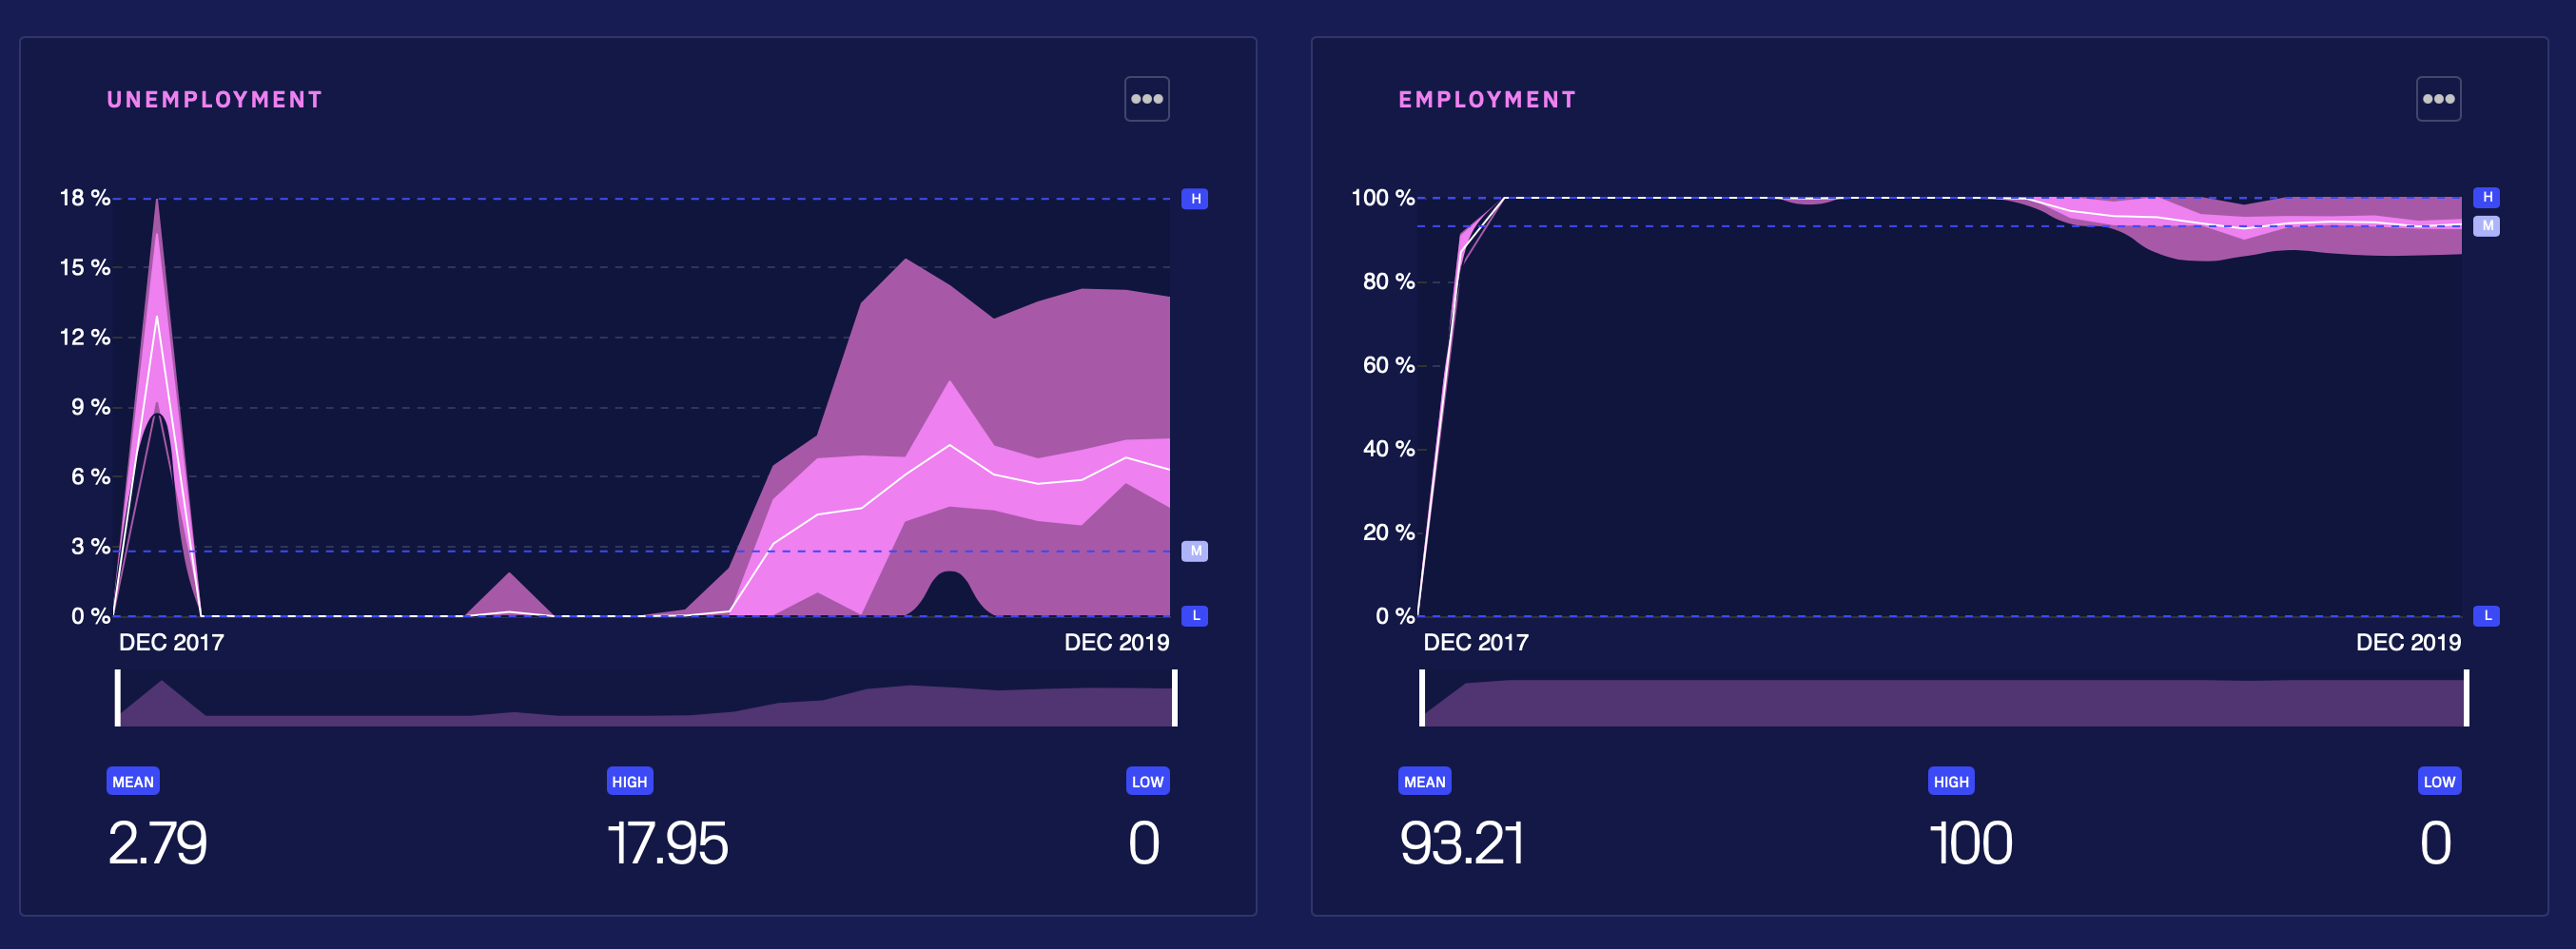 UNEMPLOYMENT
18 %
H
15 %
12 %
9 %
6 %
3 %
M
0 %
L
DEC 2017 DEC 2019
MEAN HIGH LOW
2.79 17.95 0
EMPLOYMENT
100 %
H
M
80 %
60 %
40 %
20 %
0 %
L
DEC 2017 DEC 2019
MEAN HIGH LOW
93.21 100 0